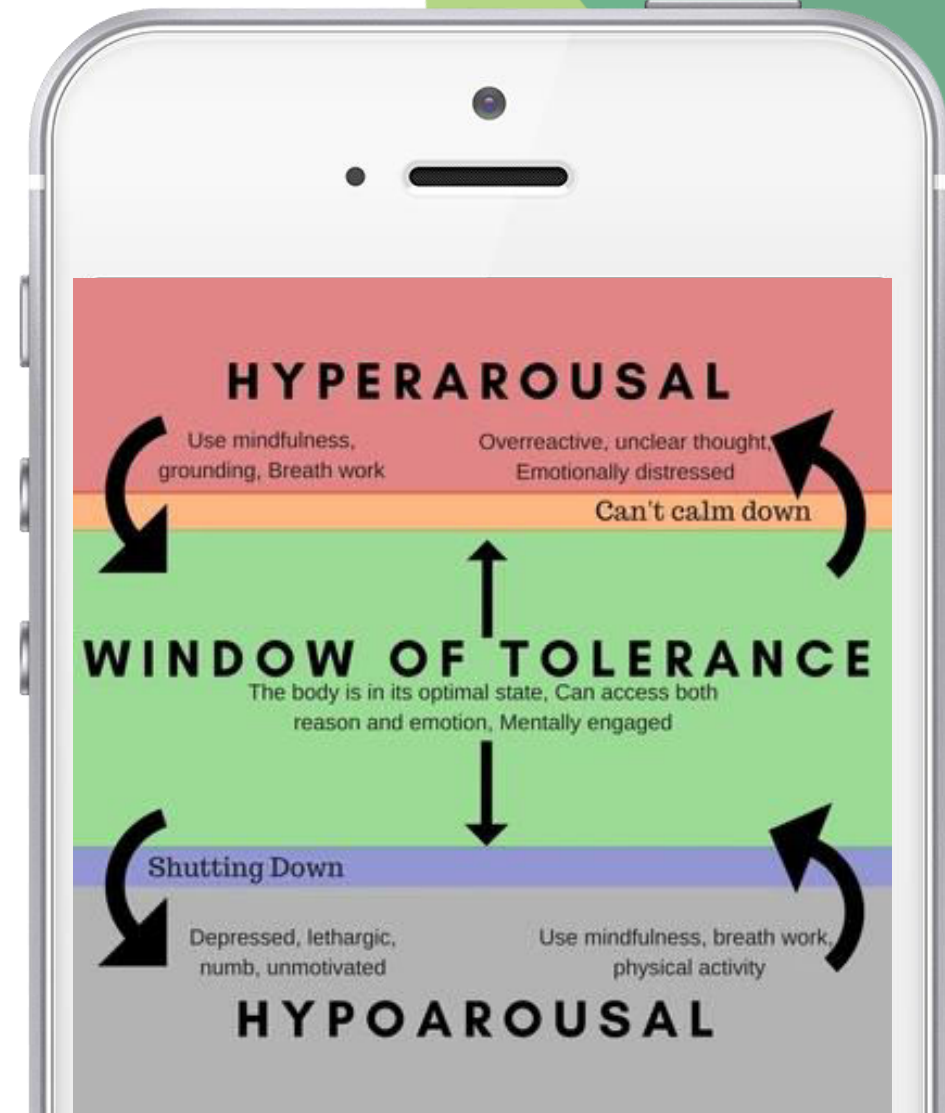 HYPERAROUSAL
Use mindfulness,
grounding, Breath work
Overreactive, unclear thought,
Emotionally distressed
Can't calm down
WINDOW OF TOLERANCE
The body is in its optimal state, Can access both
reason and emotion, Mentally engaged
Shutting Down
Depressed, lethargic,
numb, unmotivated
Use mindfulness, breath work,
physical activity
HYPOAROUSAL